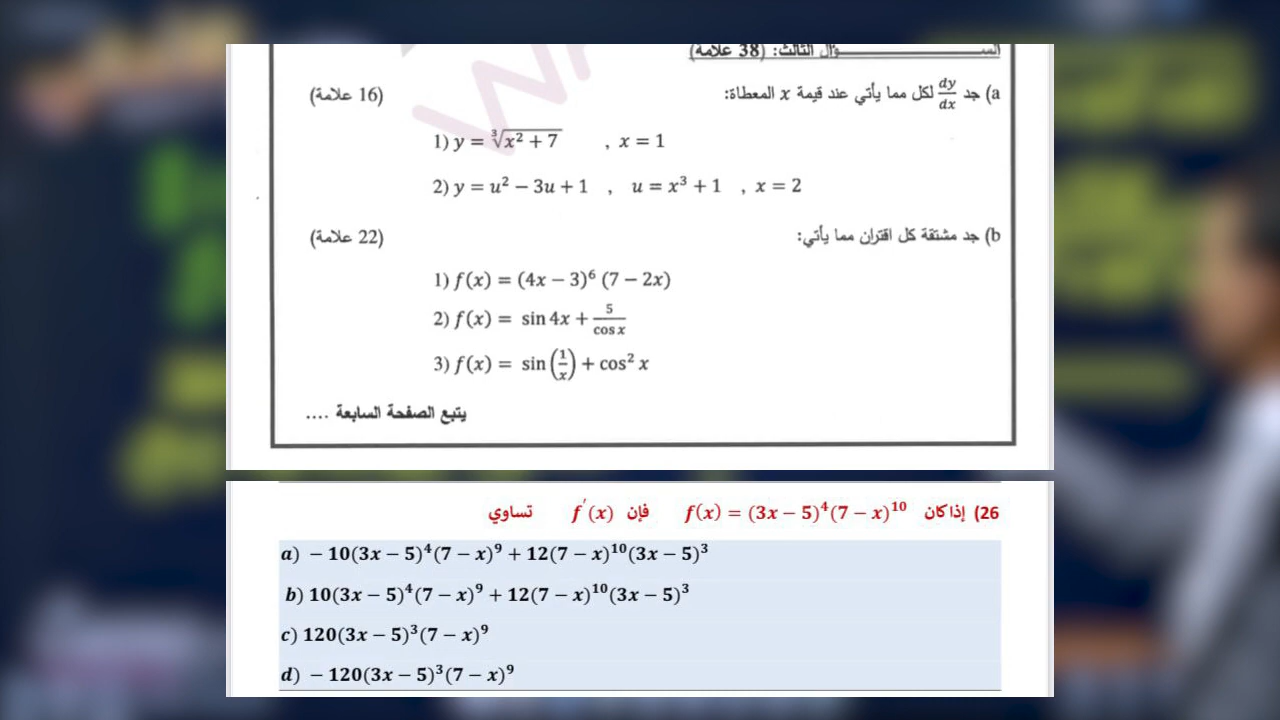 الســـــــــــــؤال الثالث: (38 علامة)
a) جد dy/dx لكل مما يأتي عند قيمة x المعطاة: (16 علامة)
1) y = ∛(x² + 7) , x = 1
2) y = u² − 3u + 1 , u = x³ + 1 , x = 2
b) جد مشتقة كل اقتران مما يأتي: (22 علامة)
1) f(x) = (4x − 3)⁶ (7 − 2x)
2) f(x) = sin 4x + 5/cos x
3) f(x) = sin (1/x) + cos² x
يتبع الصفحة السابعة ....
26) إذا كان f(x) = (3x − 5)⁴(7 − x)¹⁰ فإن f′(x) تساوي
a) − 10(3x − 5)⁴(7 − x)⁹ + 12(7 − x)¹⁰(3x − 5)³
b) 10(3x − 5)⁴(7 − x)⁹ + 12(7 − x)¹⁰(3x − 5)³
c) 120(3x − 5)³(7 − x)⁹
d) − 120(3x − 5)³(7 − x)⁹